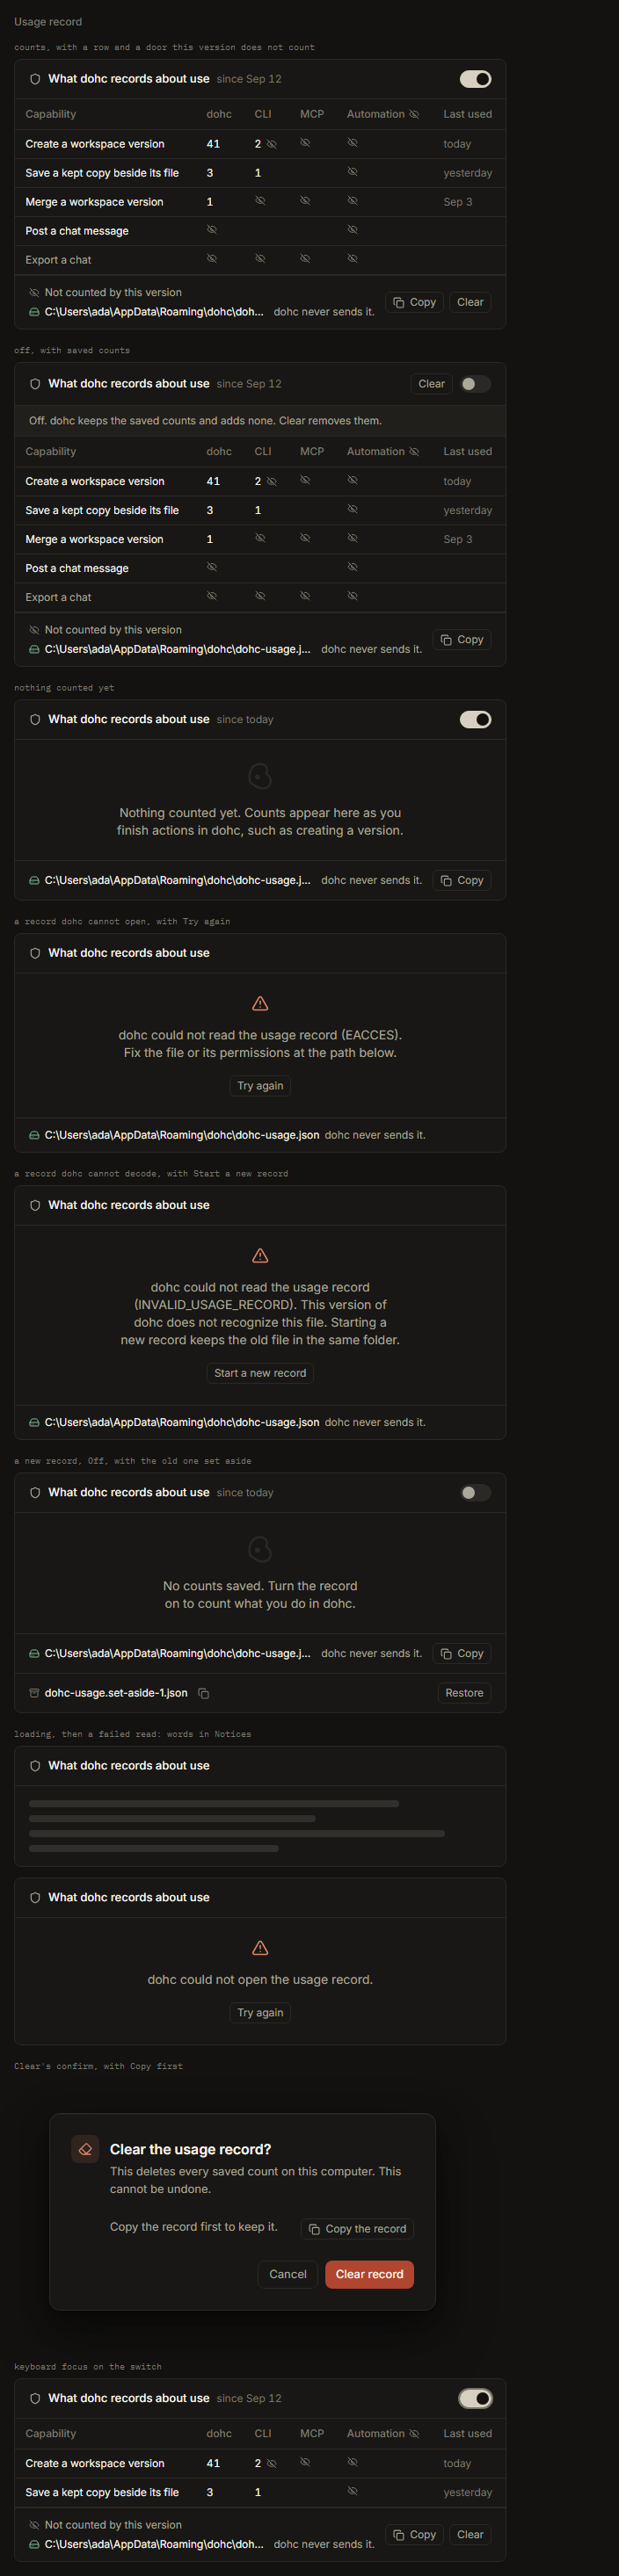 Usage record
counts, with a row and a door this version does not count
What dohc records about use since Sep 12
Capability dohc CLI MCP Automation Last used
Create a workspace version 41 2 today
Save a kept copy beside its file 3 1 yesterday
Merge a workspace version 1 Sep 3
Post a chat message
Export a chat
Not counted by this version
C:\Users\ada\AppData\Roaming\dohc\doh... dohc never sends it. Copy Clear
off, with saved counts
What dohc records about use since Sep 12 Clear
Off. dohc keeps the saved counts and adds none. Clear removes them.
Capability dohc CLI MCP Automation Last used
Create a workspace version 41 2 today
Save a kept copy beside its file 3 1 yesterday
Merge a workspace version 1 Sep 3
Post a chat message
Export a chat
Not counted by this version
C:\Users\ada\AppData\Roaming\dohc\dohc-usage.j... dohc never sends it. Copy
nothing counted yet
What dohc records about use since today
Nothing counted yet. Counts appear here as you
finish actions in dohc, such as creating a version.
C:\Users\ada\AppData\Roaming\dohc\dohc-usage.j... dohc never sends it. Copy
a record dohc cannot open, with Try again
What dohc records about use
dohc could not read the usage record (EACCES).
Fix the file or its permissions at the path below.
Try again
C:\Users\ada\AppData\Roaming\dohc\dohc-usage.json dohc never sends it.
a record dohc cannot decode, with Start a new record
What dohc records about use
dohc could not read the usage record
(INVALID_USAGE_RECORD). This version of
dohc does not recognize this file. Starting a
new record keeps the old file in the same folder.
Start a new record
C:\Users\ada\AppData\Roaming\dohc\dohc-usage.json dohc never sends it.
a new record, Off, with the old one set aside
What dohc records about use since today
No counts saved. Turn the record
on to count what you do in dohc.
C:\Users\ada\AppData\Roaming\dohc\dohc-usage.j... dohc never sends it. Copy
dohc-usage.set-aside-1.json Restore
loading, then a failed read: words in Notices
What dohc records about use
What dohc records about use
dohc could not open the usage record.
Try again
Clear's confirm, with Copy first
Clear the usage record?
This deletes every saved count on this computer. This
cannot be undone.
Copy the record first to keep it. Copy the record
Cancel Clear record
keyboard focus on the switch
What dohc records about use since Sep 12
Capability dohc CLI MCP Automation Last used
Create a workspace version 41 2 today
Save a kept copy beside its file 3 1 yesterday
Not counted by this version
C:\Users\ada\AppData\Roaming\dohc\doh... dohc never sends it. Copy Clear